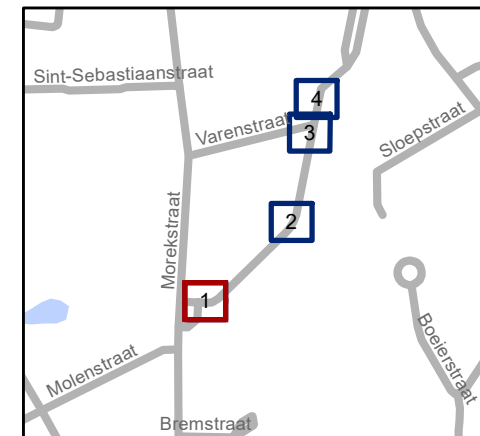 Sint-Sebastiaanstraat
4
Varenstraat
3
Sloepstraat
2
Morekstraat
1
Molenstraat
Boeierstraat
Bremstraat